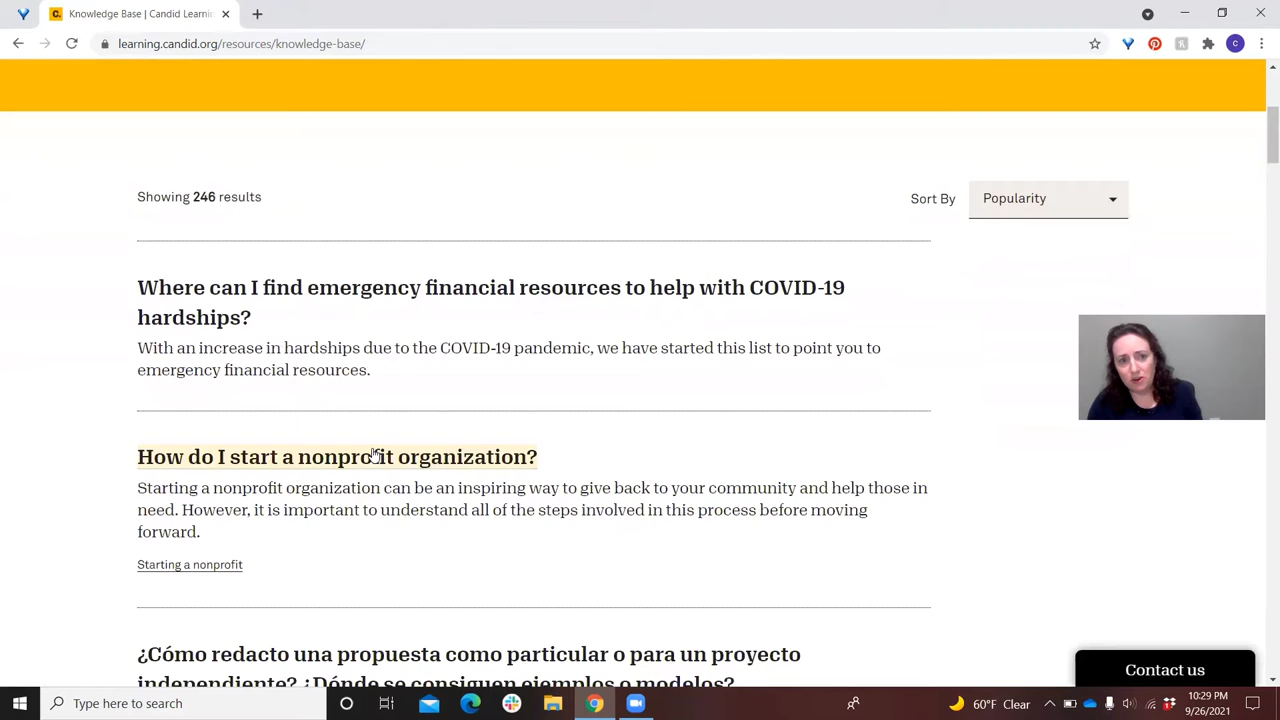 Knowledge Base | Candid Learnin
learning.candid.org/resources/knowledge-base/
Showing 246 results
Sort By
Popularity
Where can I find emergency financial resources to help with COVID-19
hardships?
With an increase in hardships due to the COVID-19 pandemic, we have started this list to point you to
emergency financial resources.
How do I start a nonprofit organization?
Starting a nonprofit organization can be an inspiring way to give back to your community and help those in
need. However, it is important to understand all of the steps involved in this process before moving
forward.
Starting a nonprofit
¿Cómo redacto una propuesta como particular o para un proyecto
independiente? ¿Dónde se consiguen ejemplos o modelos?
Contact us
Type here to search
60°F Clear
10:29 PM
9/26/2021